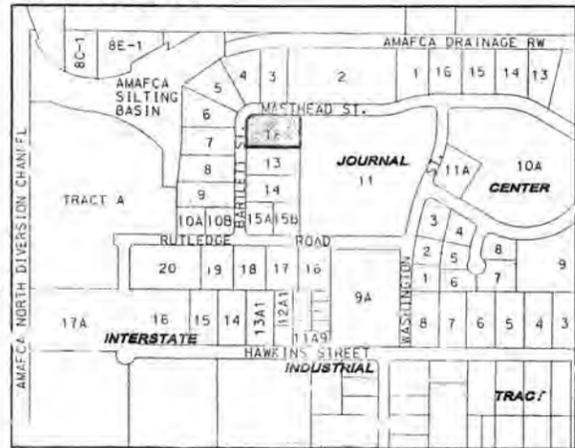 8C-1
8E-1
AMAFCA DRAINAGE RW
AMAFCA
SILTING
BASIN
5
4
3
2
1
16
15
14
13
MASTHEAD ST.
6
7
8
9
10A
10B
BARTLETT ST.
12
13
14
15A
15B
JOURNAL
11
11A
10A
CENTER
TRACT A
AMAFCA NORTH DIVERSION CHANNEL
RUTLEDGE ROAD
3
4
2
5
1
6
8
7
9
20
19
18
17
16
9A
WASHINGTON
17A
16
15
14
13A1
12A1
11A9
8
7
6
5
4
3
INTERSTATE
HAWKINS STREET
INDUSTRIAL
TRACT